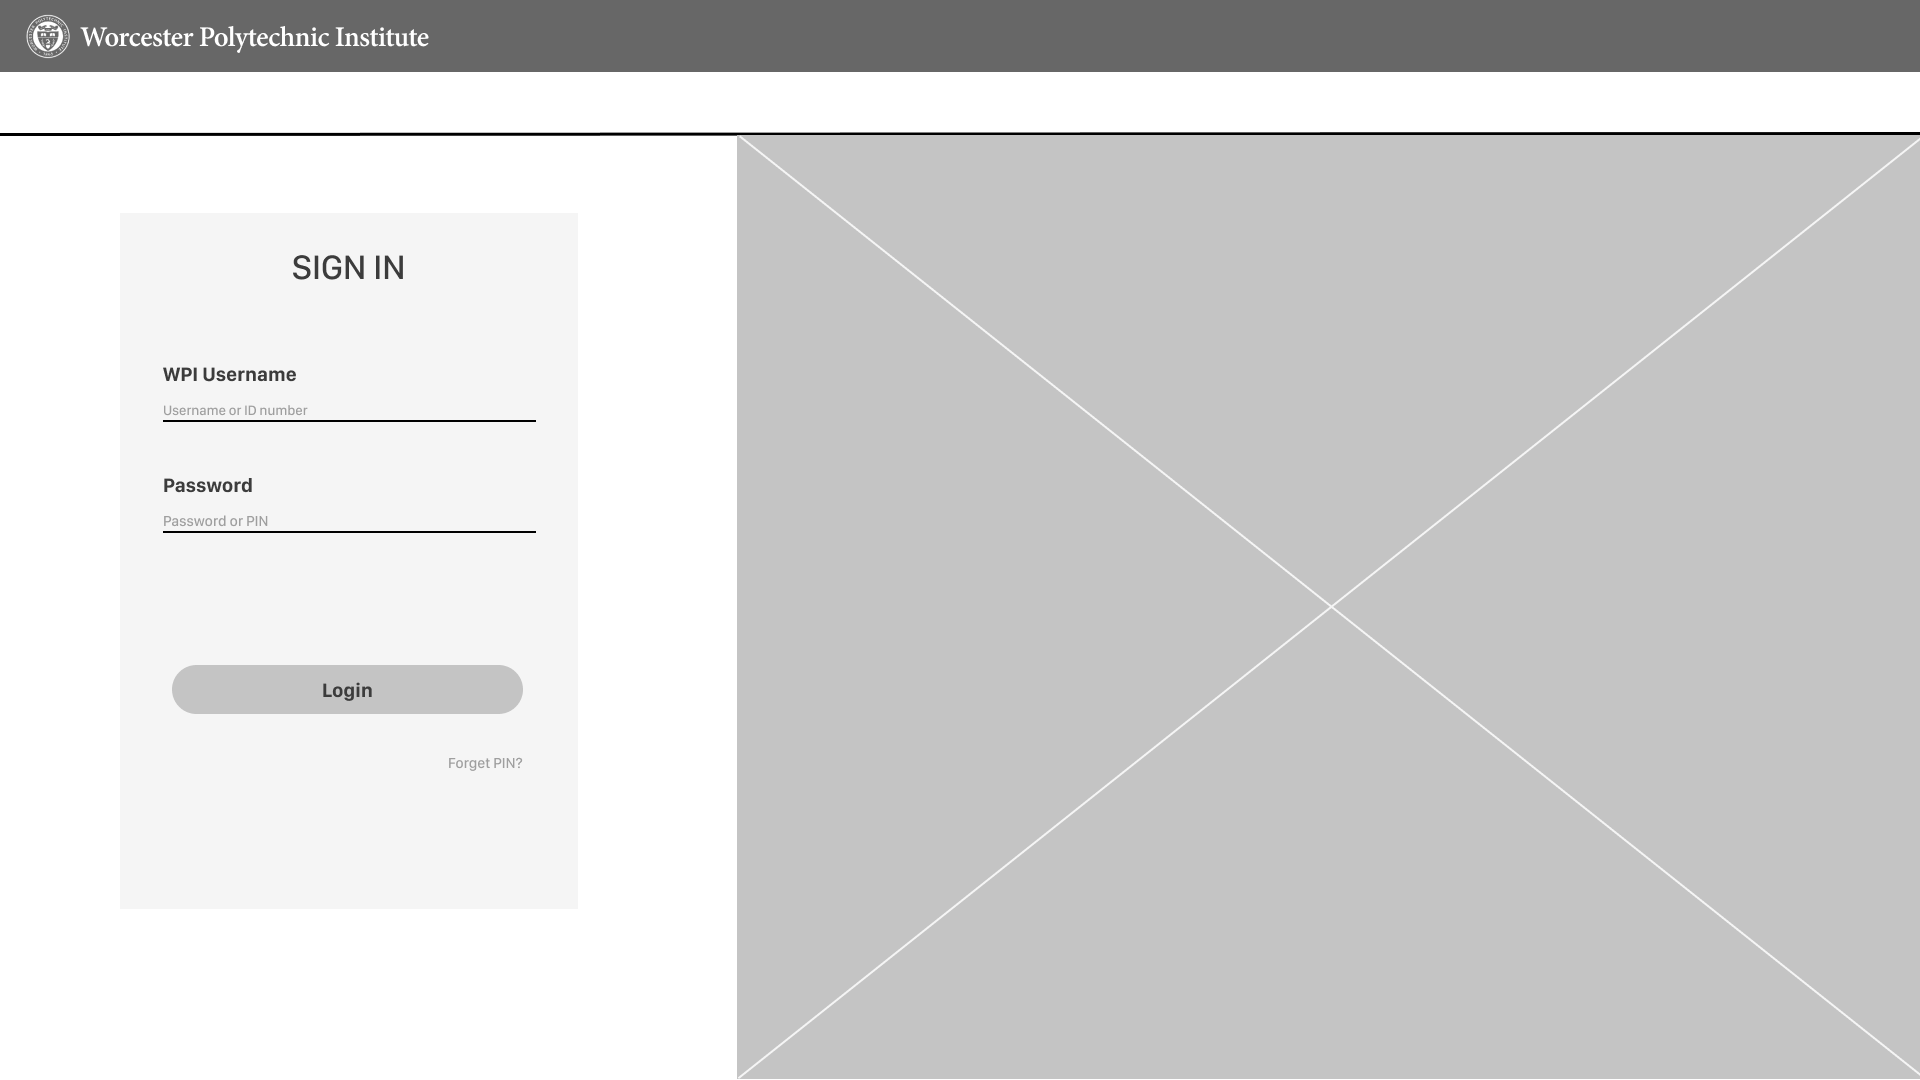 Worcester Polytechnic Institute
SIGN IN
WPI Username
Username or ID number
Password
Password or PIN
Login
Forget PIN?